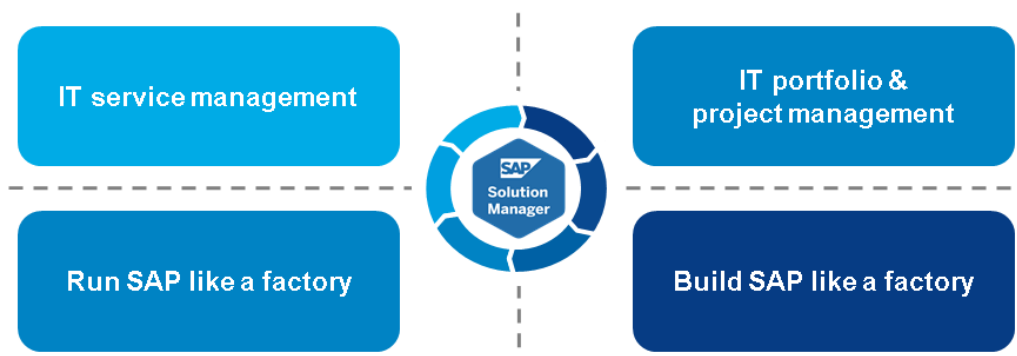 IT service management
IT portfolio &
project management
SAP
Solution
Manager
Run SAP like a factory
Build SAP like a factory